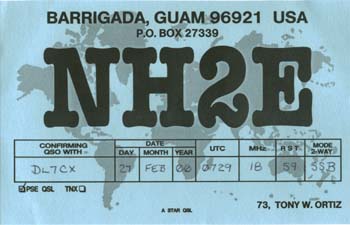 BARRIGADA, GUAM 96921 USA
P.O. BOX 27339
NH2E
CONFIRMING QSO WITH DATE UTC MHz RST MODE 2-WAY
DAY MONTH YEAR
DL7CX 27 FEB 00 0729 18 59 SSB
PSE QSL TNX
A STAR QSL
73, TONY W. ORTIZ